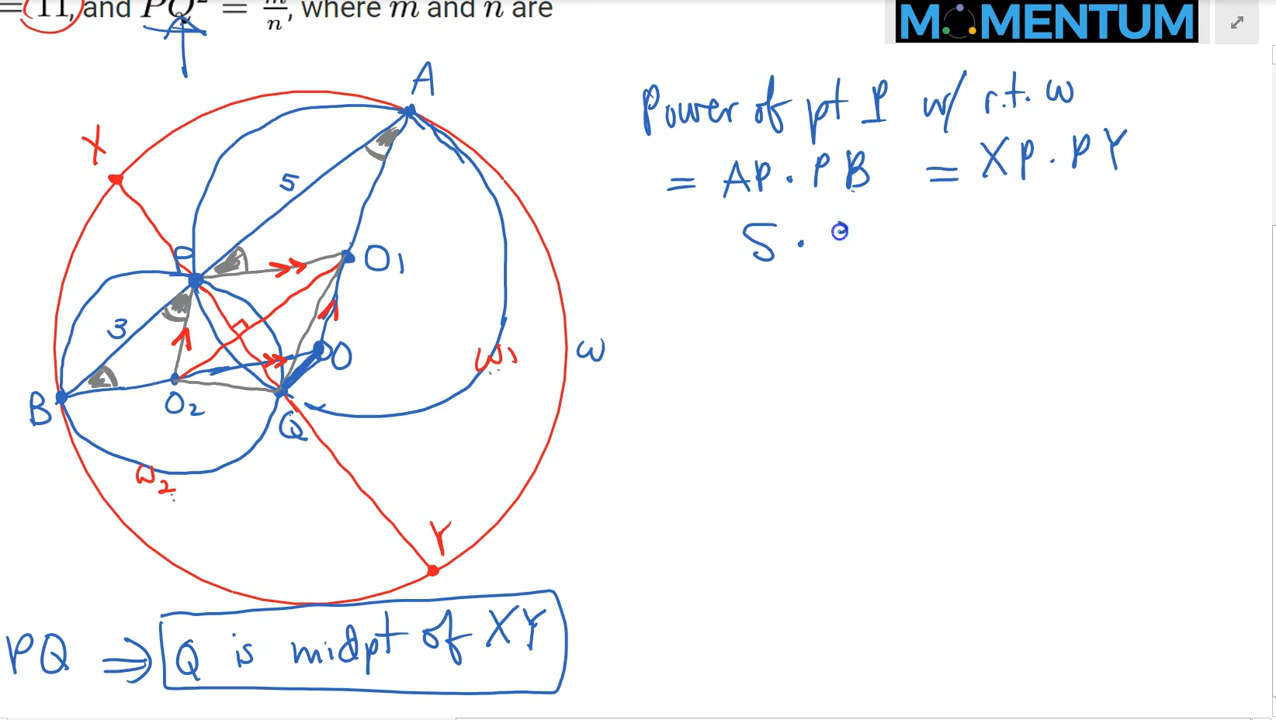 = 11, and PQ² = m/n, where m and n are
MOMENTUM
A
X
5
P
O₁
3
O
ω₁
ω
B
O₂
Q
ω₂
Y
PQ ⇒ Q is midpt of XY
Power of pt P w/ r.t. ω
= AP · PB = XP · PY
5 ·